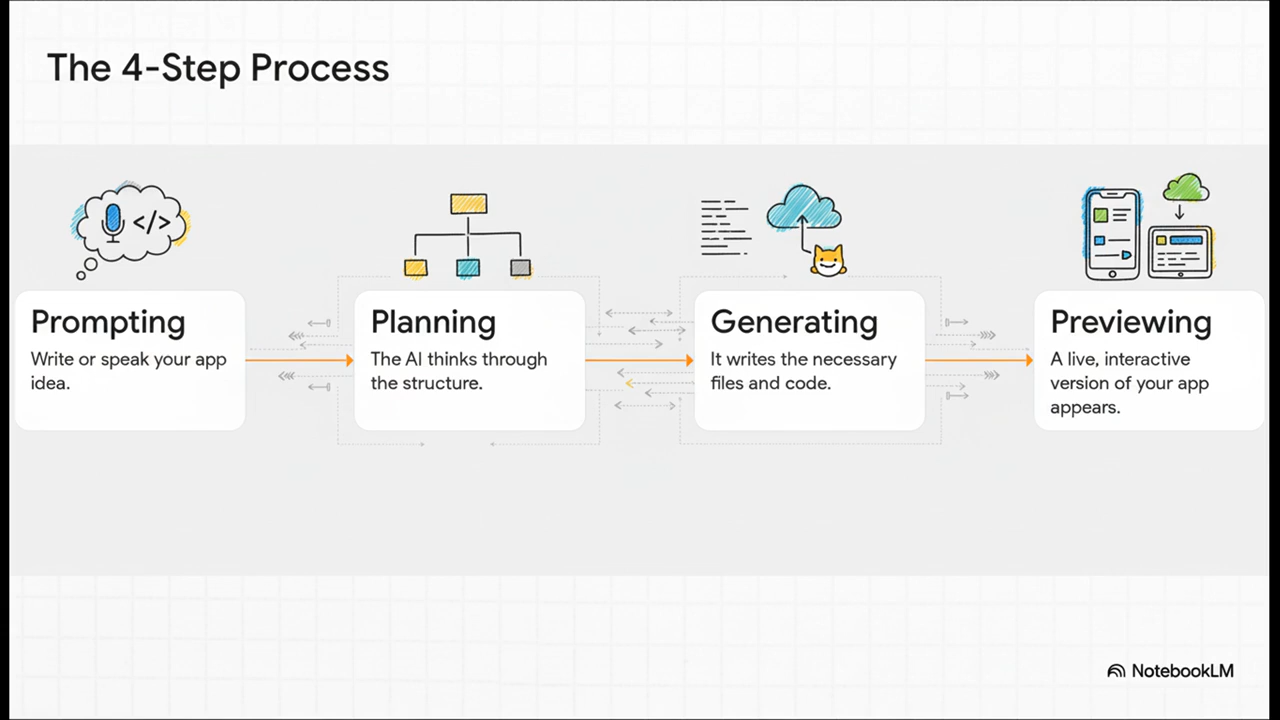 The 4-Step Process
</>
Prompting
Write or speak your app
idea.
Planning
The AI thinks through
the structure.
Generating
It writes the necessary
files and code.
Previewing
A live, interactive
version of your app
appears.
NotebookLM